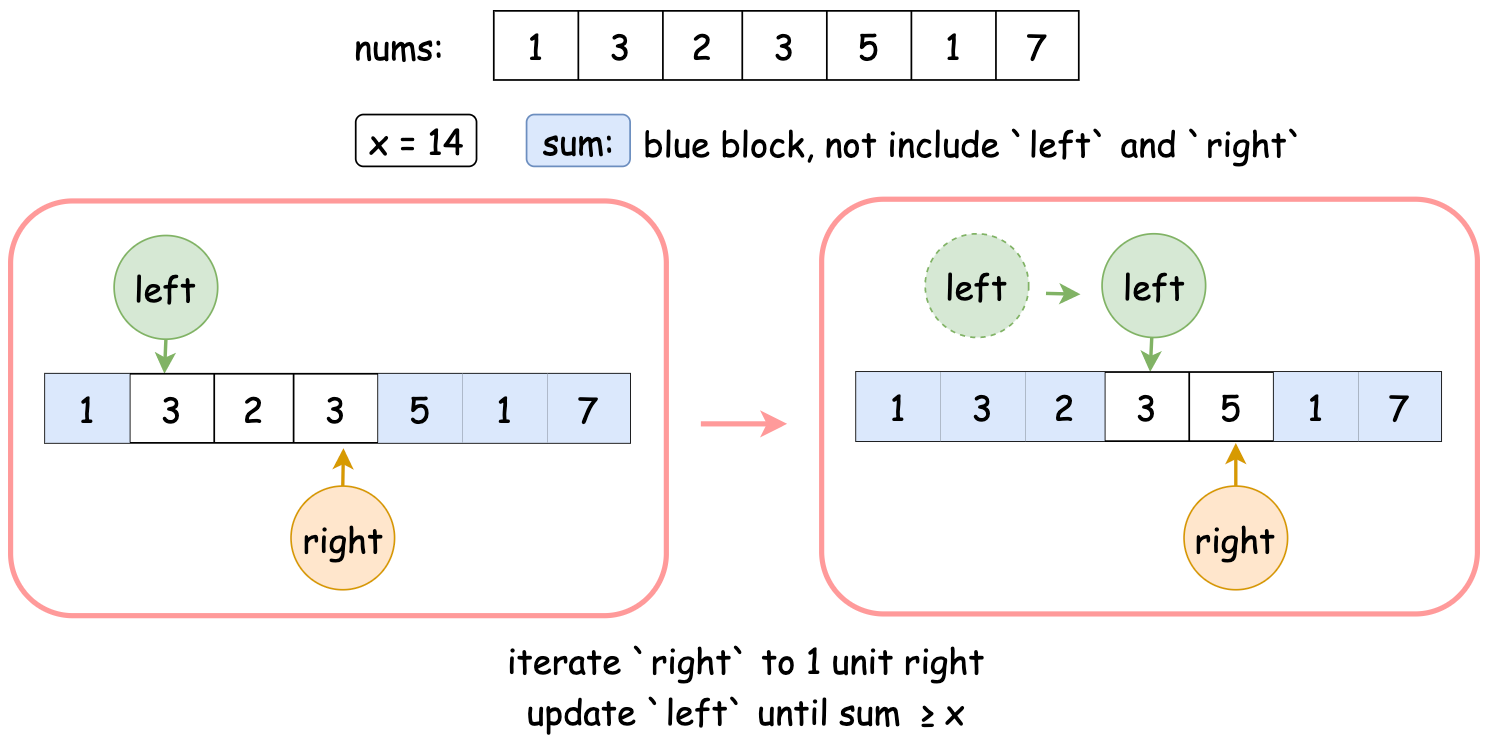 nums: 1 3 2 3 5 1 7
x = 14 sum: blue block, not include `left` and `right`
left
1 3 2 3 5 1 7
right
left left
1 3 2 3 5 1 7
right
iterate `right` to 1 unit right
update `left` until sum ≥ x